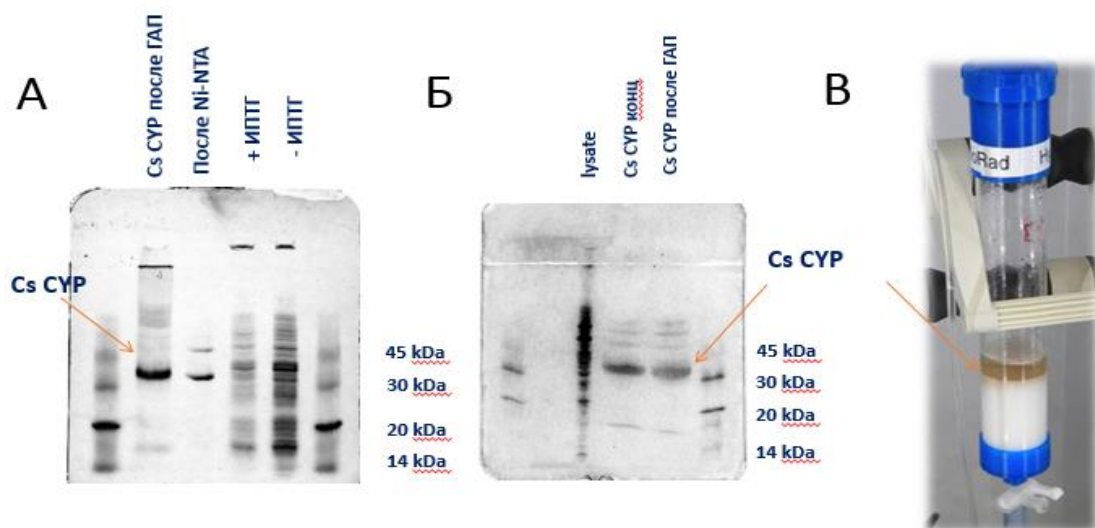 А
Cs CYP после ГАП
После Ni-NTA
+ ИПТГ
- ИПТГ
Cs CYP
45 kDa
30 kDa
20 kDa
14 kDa
Б
lysate
Cs CYP конц
Cs CYP после ГАП
Cs CYP
45 kDa
30 kDa
20 kDa
14 kDa
В
oRad